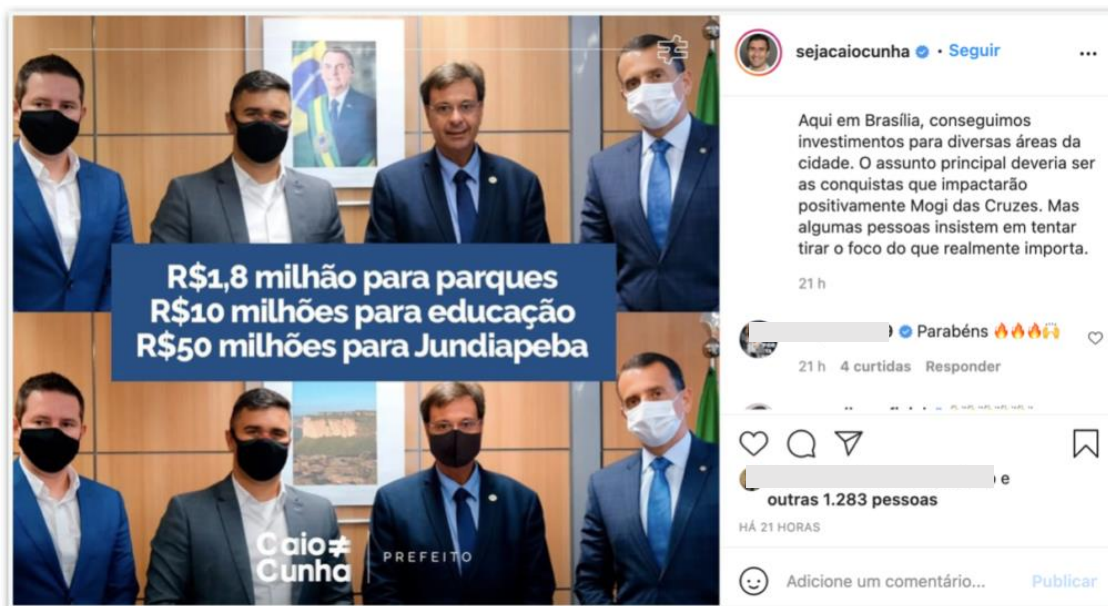 R$1,8 milhão para parques
R$10 milhões para educação
R$50 milhões para Jundiapeba
Caio≠
Cunha
PREFEITO
sejacaiocunha • Seguir
Aqui em Brasília, conseguimos
investimentos para diversas áreas da
cidade. O assunto principal deveria ser
as conquistas que impactarão
positivamente Mogi das Cruzes. Mas
algumas pessoas insistem em tentar
tirar o foco do que realmente importa.
21 h
Parabéns 🔥🔥🔥🙌
21 h 4 curtidas Responder
e
outras 1.283 pessoas
HÁ 21 HORAS
Adicione um comentário... Publicar